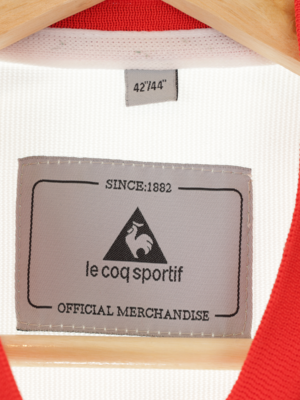 42"/44"
SINCE:1882
le coq sportif
OFFICIAL MERCHANDISE